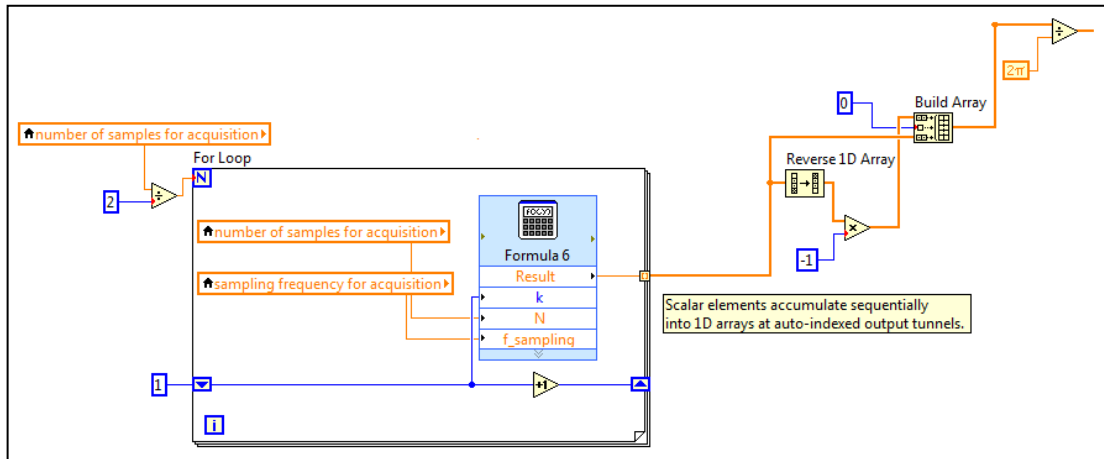 2π
0
Build Array
number of samples for acquisition
For Loop
N
Reverse 1D Array
2
÷
÷
f(x,y)
number of samples for acquisition
Formula 6
×
-1
Result
sampling frequency for acquisition
k
Scalar elements accumulate sequentially
into 1D arrays at auto-indexed output tunnels.
N
f_sampling
1
+1
i